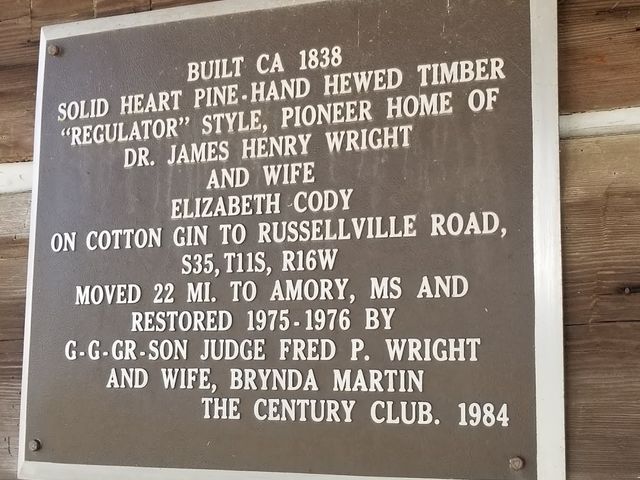 BUILT CA 1838
SOLID HEART PINE-HAND HEWED TIMBER
"REGULATOR" STYLE, PIONEER HOME OF
DR. JAMES HENRY WRIGHT
AND WIFE
ELIZABETH CODY
ON COTTON GIN TO RUSSELLVILLE ROAD,
S35, T11S, R16W
MOVED 22 MI. TO AMORY, MS AND
RESTORED 1975-1976 BY
G-G-GR-SON JUDGE FRED P. WRIGHT
AND WIFE, BRYNDA MARTIN
THE CENTURY CLUB. 1984